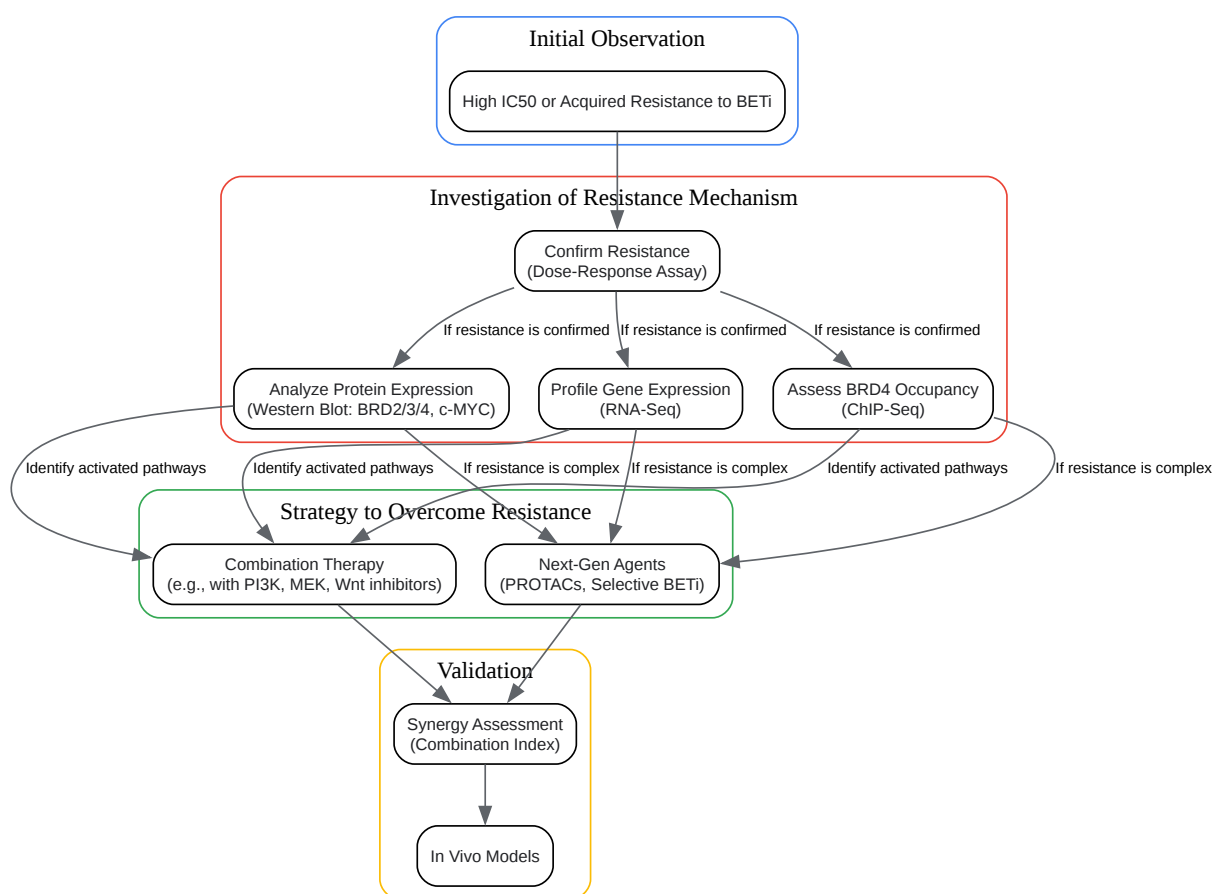 Initial Observation
High IC50 or Acquired Resistance to BETi
Investigation of Resistance Mechanism
Confirm Resistance
(Dose-Response Assay)
If resistance is confirmed
If resistance is confirmed
If resistance is confirmed
Analyze Protein Expression
(Western Blot: BRD2/3/4, c-MYC)
Profile Gene Expression
(RNA-Seq)
Assess BRD4 Occupancy
(ChIP-Seq)
Identify activated pathways
Identify activated pathways
If resistance is complex
If resistance is complex
Identify activated pathways
If resistance is complex
Strategy to Overcome Resistance
Combination Therapy
(e.g., with PI3K, MEK, Wnt inhibitors)
Next-Gen Agents
(PROTACs, Selective BETi)
Validation
Synergy Assessment
(Combination Index)
In Vivo Models